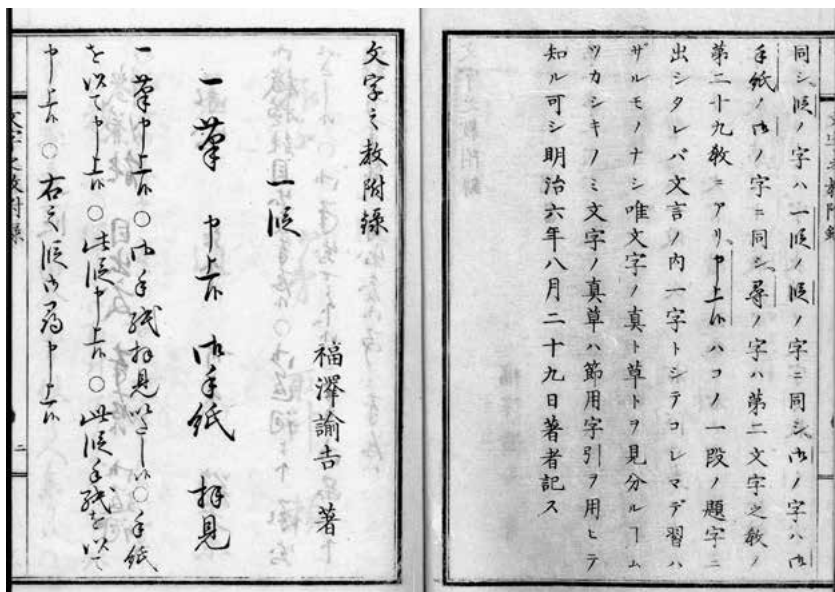 同シ段ノ字ハ一段ノ段ノ字ニ同シ御ノ字ハ御
手紙ノ御ノ字ニ同シ尋ノ字ハ第二文字之教ノ
第二十九教ニアリ申上候ハコノ一段ノ題字ニ
出シタレバ文言ノ内一字トシテコレマデ習ハ
ザルモノナシ唯文字ノ真ト草トヲ見分ルヿム
ツカシキノミ文字ノ真草ハ節用字引ヲ用ヒテ
知ル可シ明治六年八月二十九日著者記ス
文字之教附録
福澤諭吉 著
一段
一筆 申上候 御手紙 拝見
一筆申上候○御手紙拝見いたし候○手紙
を以て申上候○此段申上候○此段手紙を以て
申上候○右之段御尋申上候
文字之教附録
二